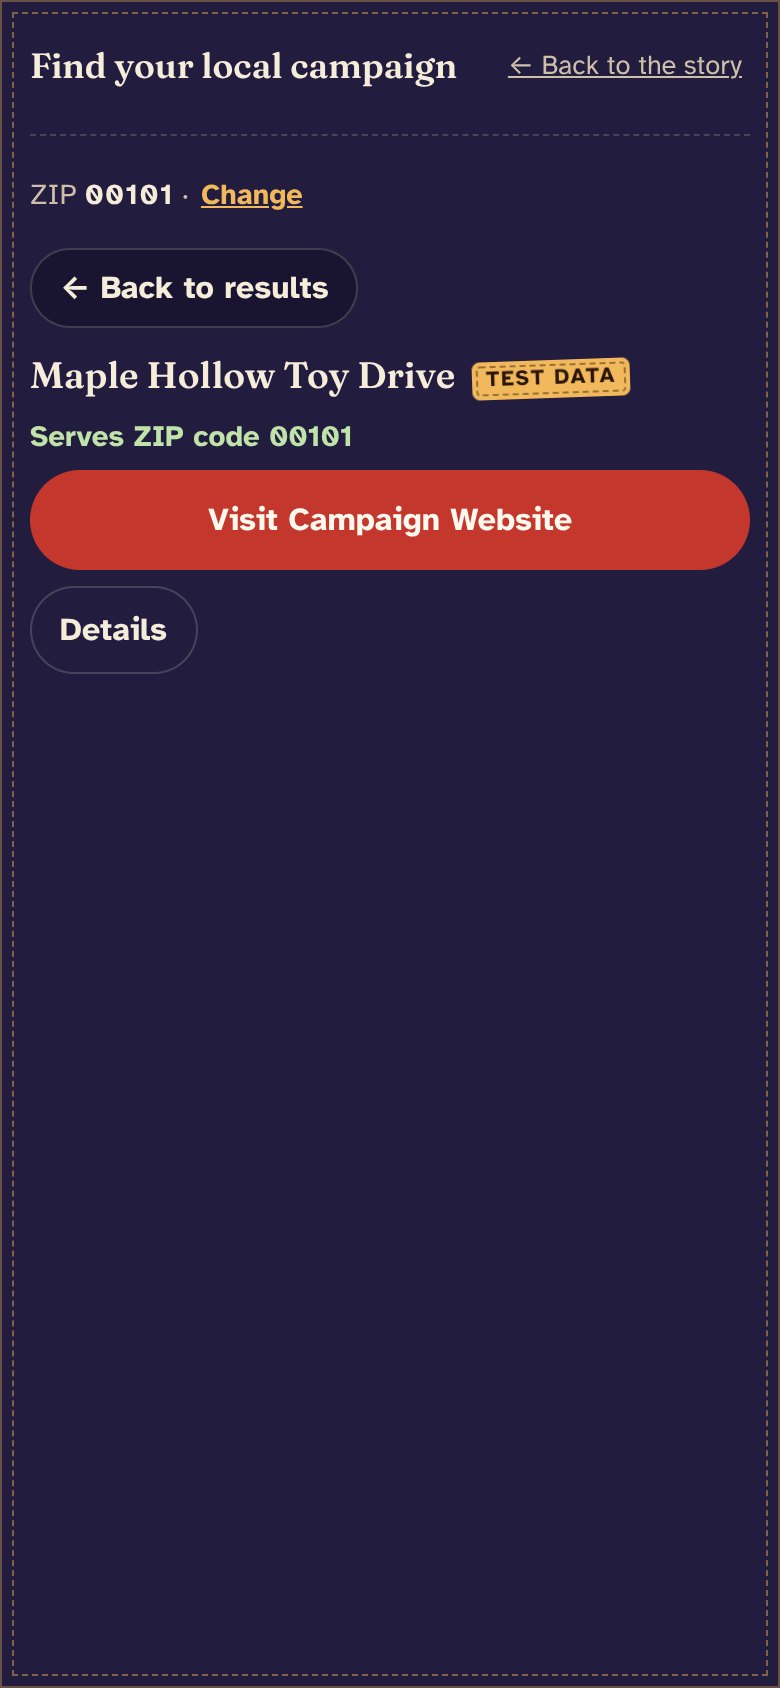 Find your local campaign
← Back to the story
ZIP 00101 · Change
← Back to results
Maple Hollow Toy Drive TEST DATA
Serves ZIP code 00101
Visit Campaign Website
Details